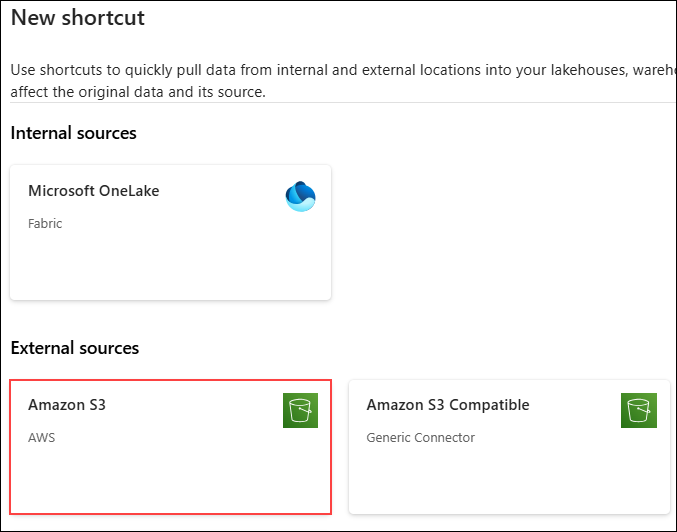 New shortcut
Use shortcuts to quickly pull data from internal and external locations into your lakehouses,
affect the original data and its source.
Internal sources
Microsoft OneLake
Fabric
External sources
Amazon S3
AWS
Amazon S3 Compatible
Generic Connector